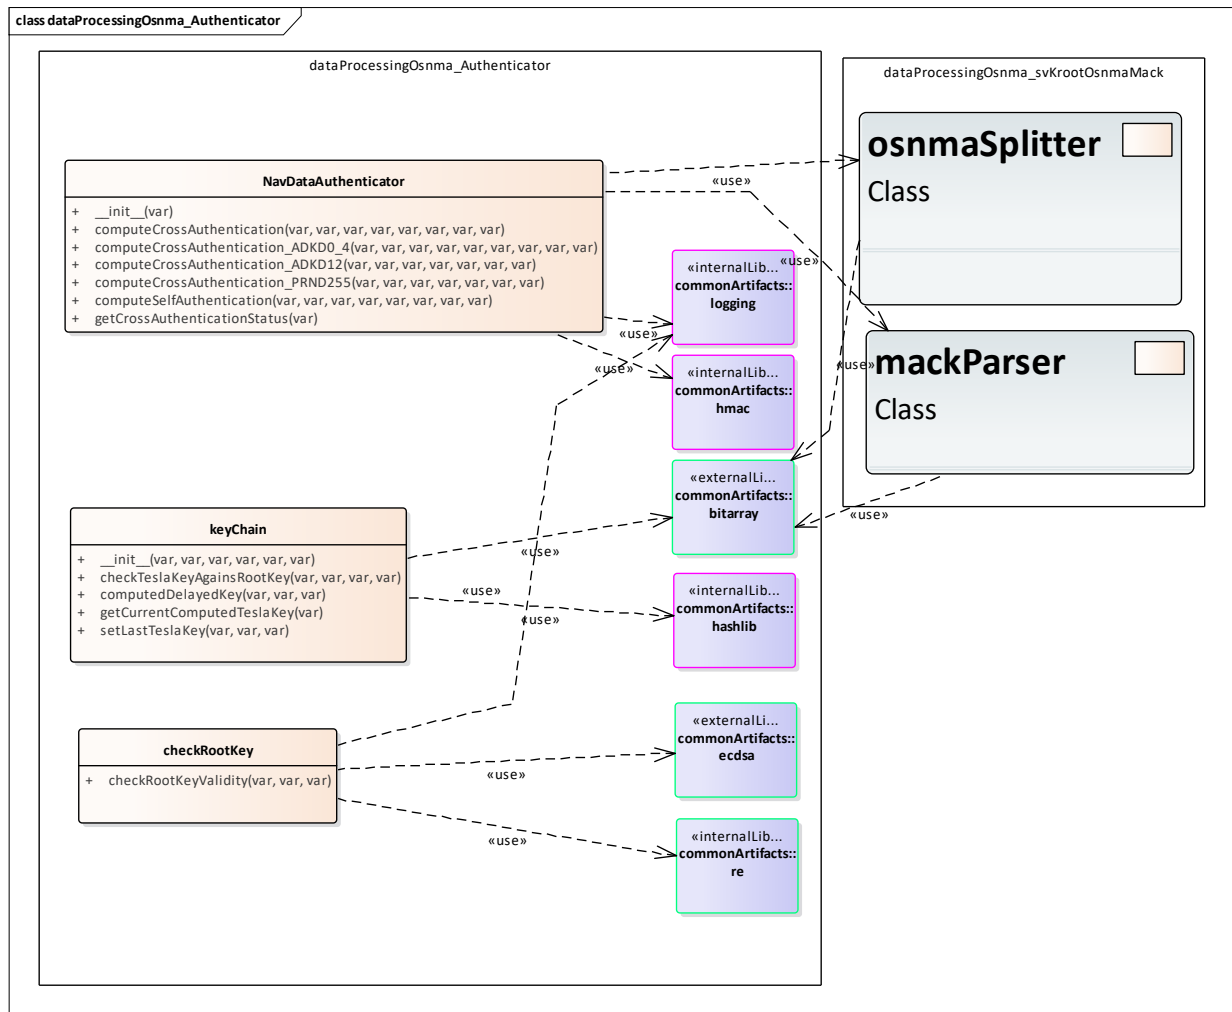 class dataProcessingOsnma_Authenticator
dataProcessingOsnma_Authenticator
NavDataAuthenticator
+ __init__(var)
+ computeCrossAuthentication(var, var, var, var, var, var, var, var)
+ computeCrossAuthentication_ADKD0_4(var, var, var, var, var, var, var, var, var)
+ computeCrossAuthentication_ADKD12(var, var, var, var, var, var, var)
+ computeCrossAuthentication_PRND255(var, var, var, var, var, var, var)
+ computeSelfAuthentication(var, var, var, var, var, var, var, var)
+ getCrossAuthenticationStatus(var)
keyChain
+ __init__(var, var, var, var, var, var)
+ checkTeslaKeyAgainsRootKey(var, var, var, var)
+ computedDelayedKey(var, var, var)
+ getCurrentComputedTeslaKey(var)
+ setLastTeslaKey(var, var, var)
checkRootKey
+ checkRootKeyValidity(var, var, var)
«internalLib...
commonArtifacts::
logging
«internalLib...
commonArtifacts::
hmac
«externalLi...
commonArtifacts::
bitarray
«internalLib...
commonArtifacts::
hashlib
«externalLi...
commonArtifacts::
ecdsa
«internalLib...
commonArtifacts::
re
dataProcessingOsnma_svKrootOsnmaMack
osnmaSplitter
Class
mackParser
Class
«use»
«use»
«use»
«use»
«use»
«use»
«use»
«use»
«use»
«use»
«use»